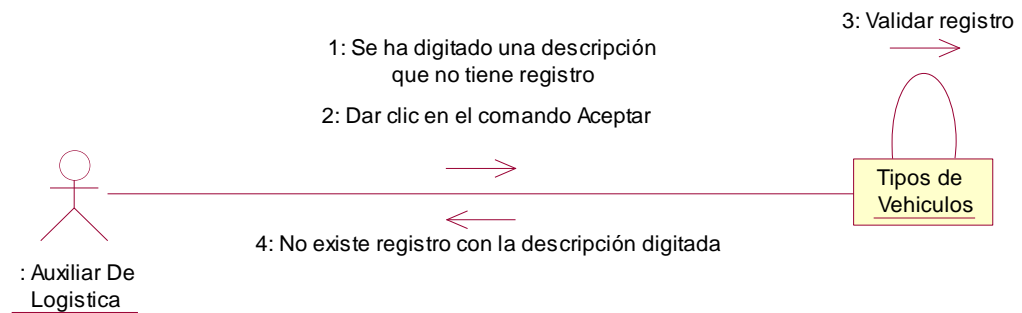 3: Validar registro
1: Se ha digitado una descripción
que no tiene registro
2: Dar clic en el comando Aceptar
Tipos de
Vehiculos
4: No existe registro con la descripción digitada
: Auxiliar De
Logistica